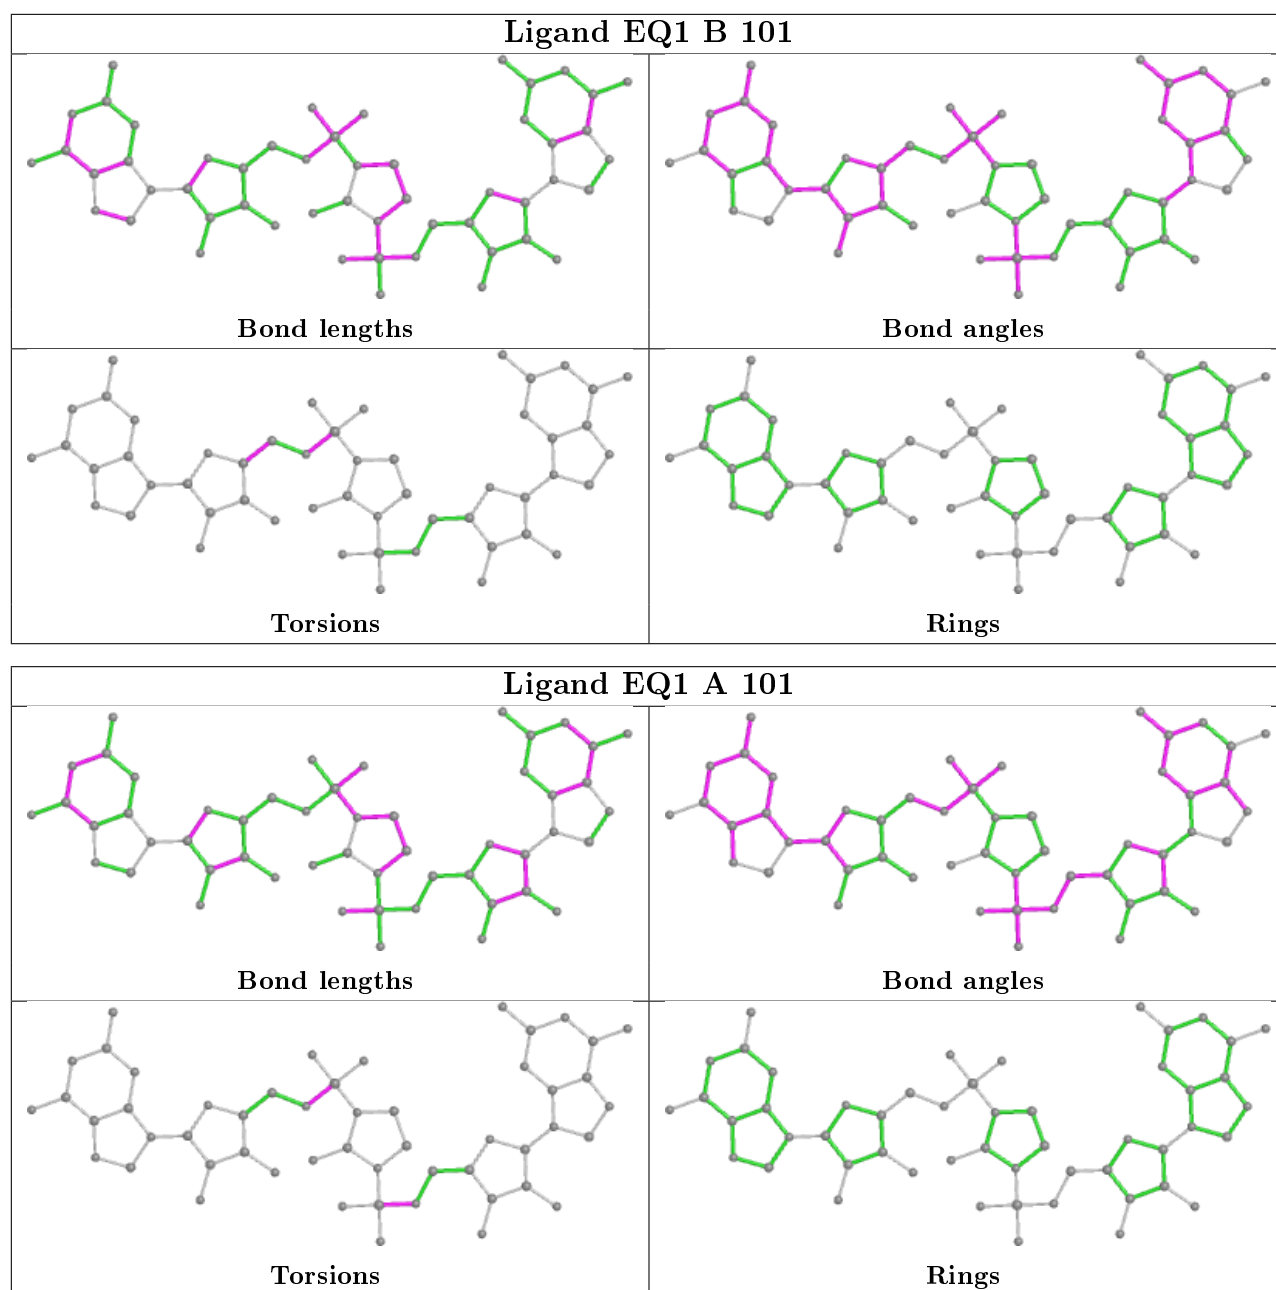 Ligand EQ1 B 101
Bond lengths
Bond angles
Torsions
Rings
Ligand EQ1 A 101
Bond lengths
Bond angles
Torsions
Rings